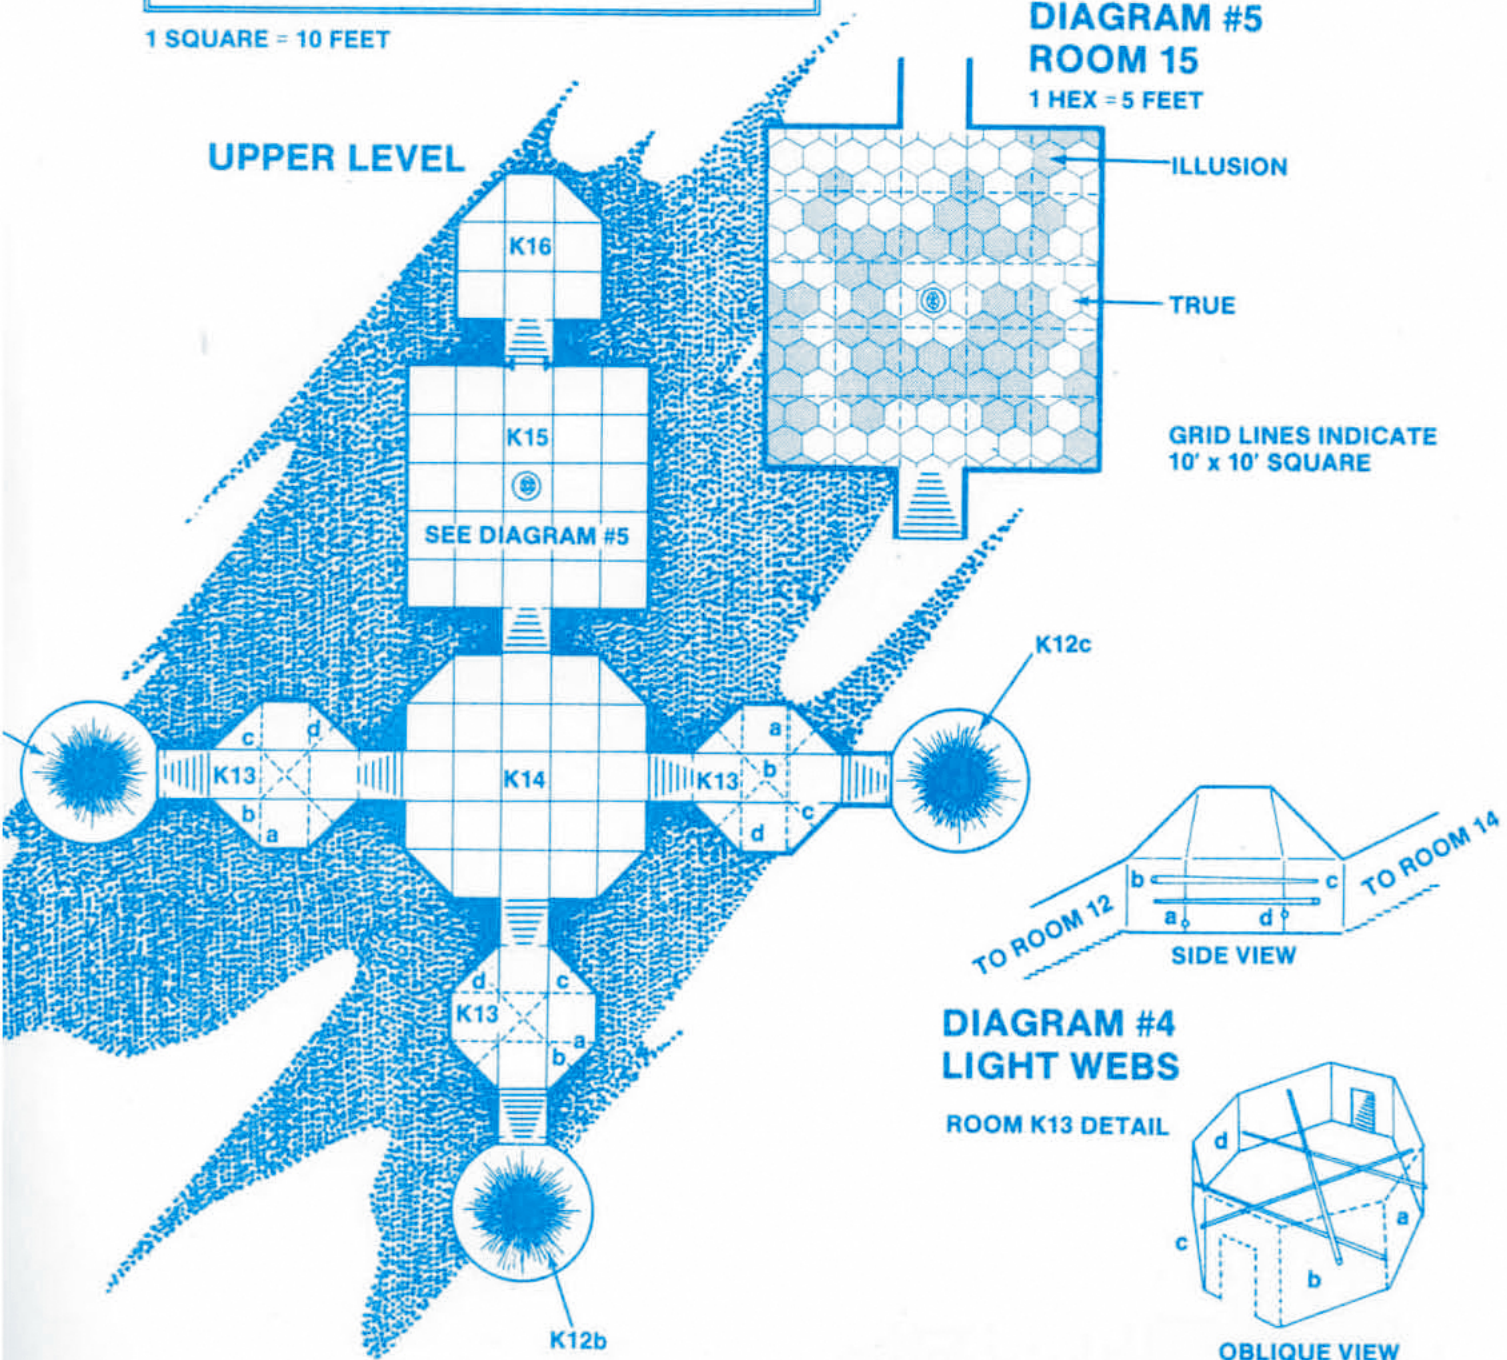 1 SQUARE = 10 FEET
UPPER LEVEL
DIAGRAM #5
ROOM 15
1 HEX = 5 FEET
ILLUSION
TRUE
GRID LINES INDICATE
10' x 10' SQUARE
K16
K15
SEE DIAGRAM #5
K12c
c
d
K13
b
a
K14
a
K13
b
c
d
d
c
K13
a
b
K12b
b
c
a
d
TO ROOM 12
TO ROOM 14
SIDE VIEW
DIAGRAM #4
LIGHT WEBS
ROOM K13 DETAIL
d
a
c
b
OBLIQUE VIEW